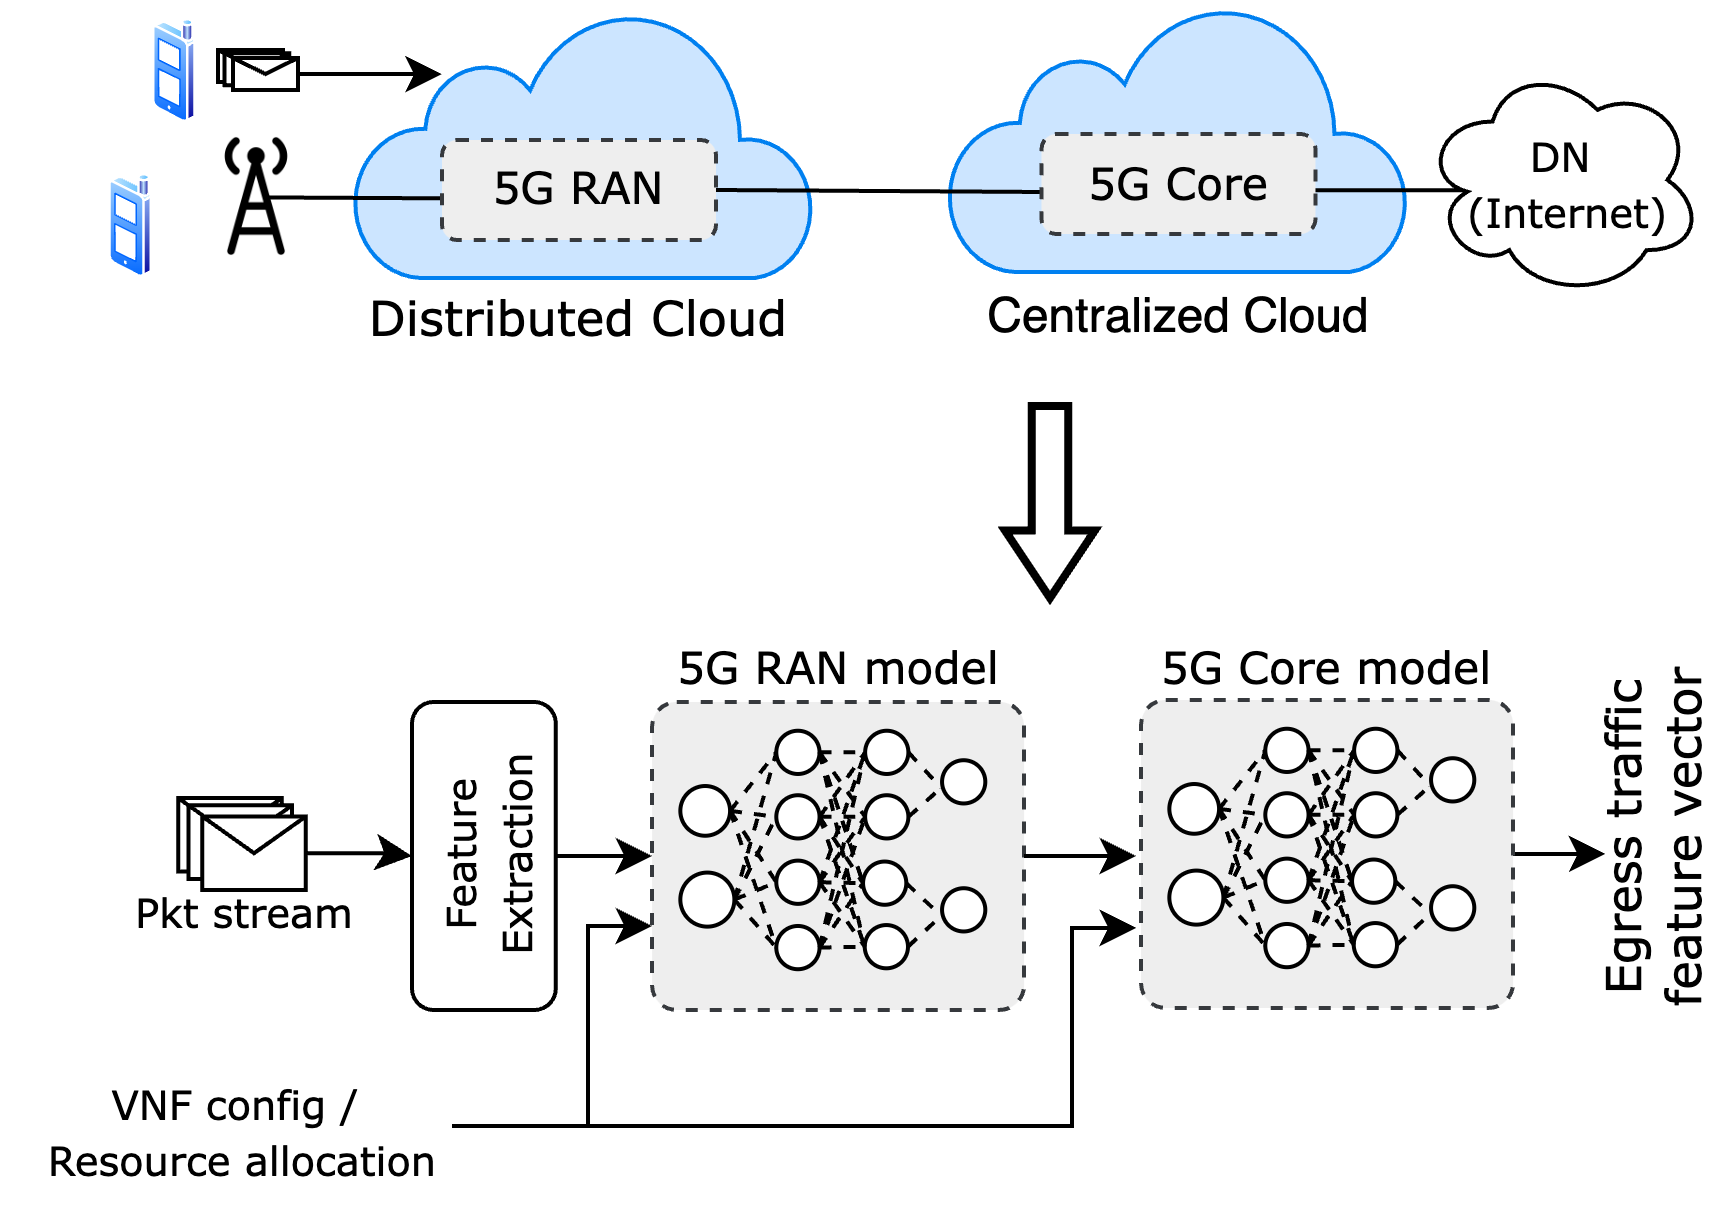 5G RAN
5G Core
DN
(Internet)
Distributed Cloud
Centralized Cloud
5G RAN model
5G Core model
Feature
Extraction
Pkt stream
Egress traffic
feature vector
VNF config /
Resource allocation